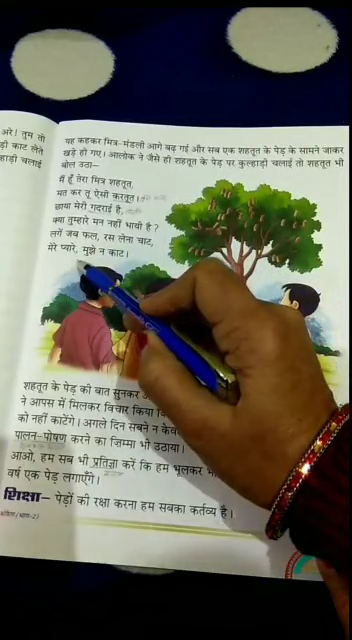 अरे! तुम तो
ड़ी काट लेते
हाड़ी चलाई
यह कहकर मित्र-मंडली आगे बढ़ गई और सब एक शहतूत के पेड़ के सामने जाकर
खड़े हो गए। आलोक ने जैसे ही शहतूत के पेड़ पर कुल्हाड़ी चलाई तो शहतूत भी
बोल उठा—
मैं हूँ तेरा मित्र शहतूत,
मत कर तू ऐसी करतूत।
छाया मेरी गदराई है,
क्या तुम्हारे मन नहीं भायी है?
लगें जब फल, रस लेना चाट,
मेरे प्यारे, मुझे न काट।
शहतूत के पेड़ की बात सुनकर
ने आपस में मिलकर विचार किया
को नहीं काटेंगे। अगले दिन सबने न केव
पालन-पोषण करने का जिम्मा भी उठाया।
आओ, हम सब भी प्रतिज्ञा करें कि हम भूलकर भी
वर्ष एक पेड़ लगाएँगे।
शिक्षा— पेड़ों की रक्षा करना हम सबका कर्तव्य है।
(भाग-2)